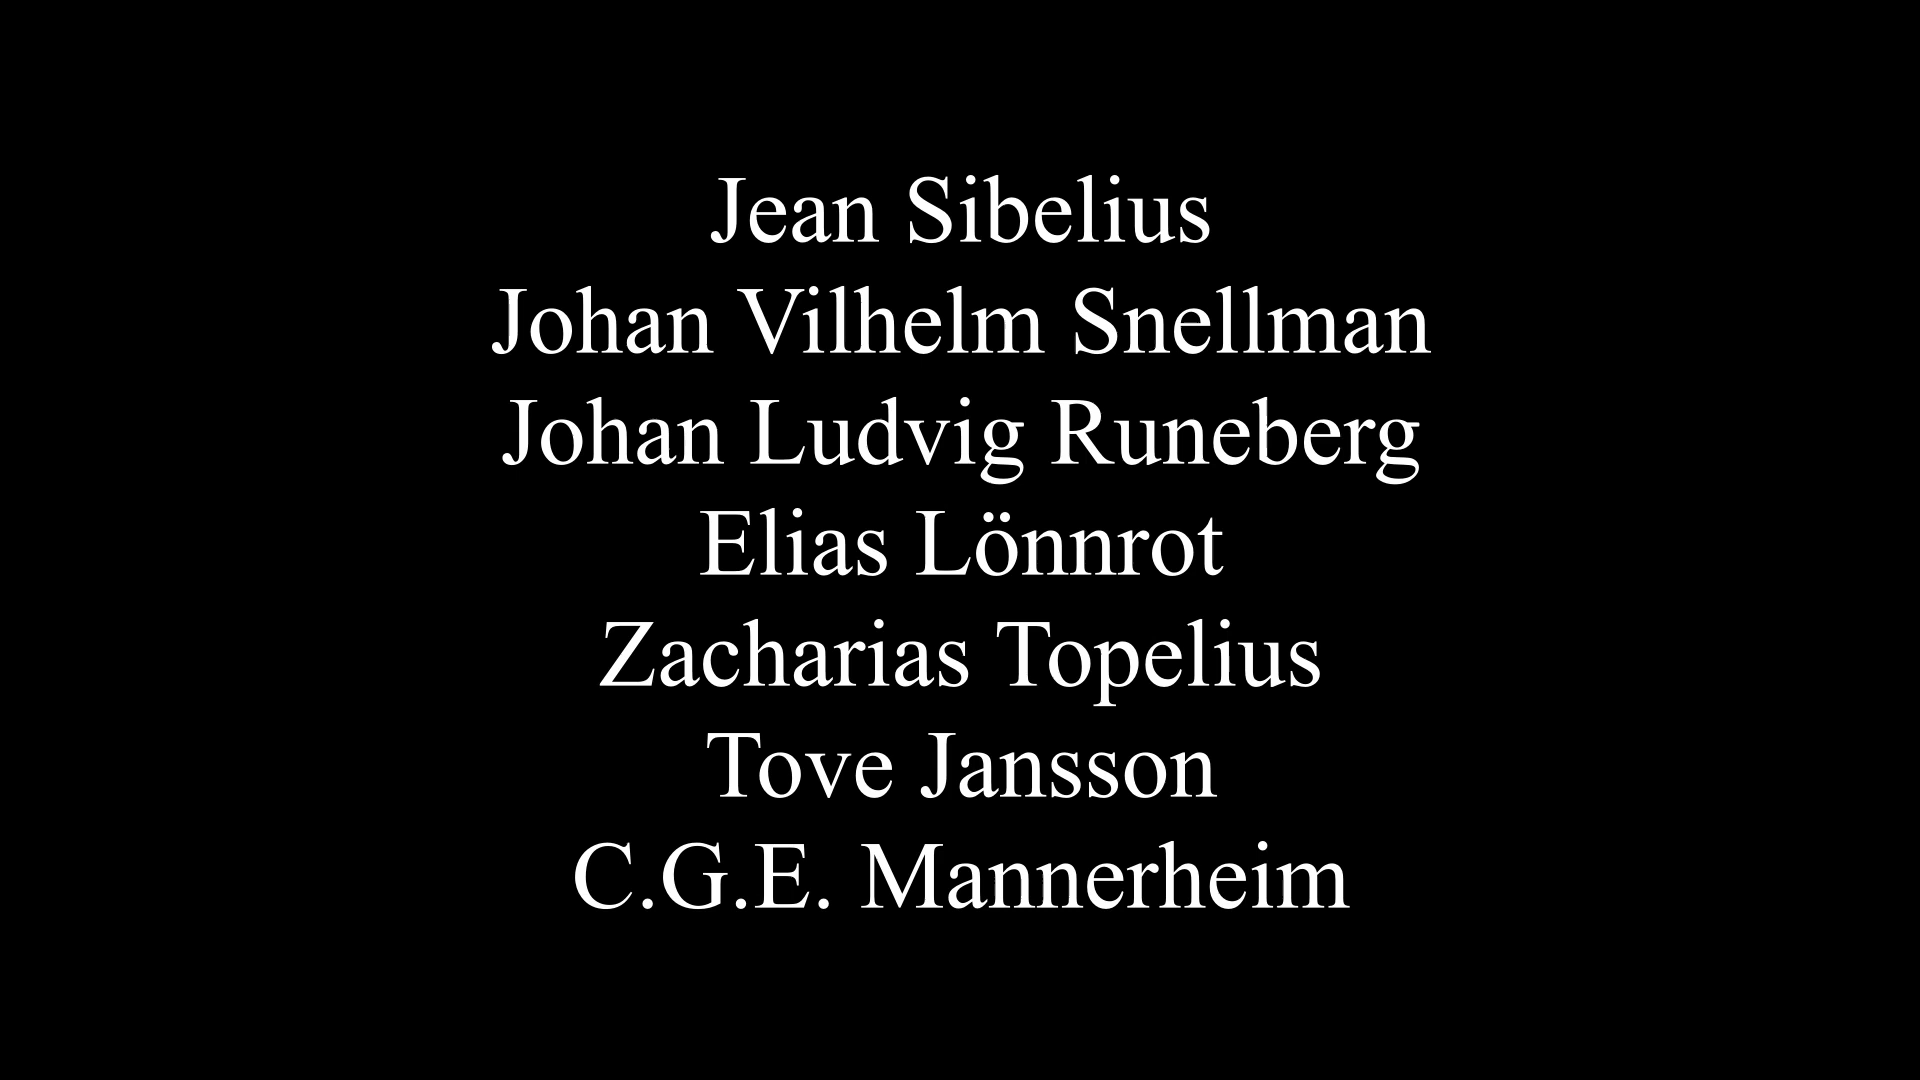 Jean Sibelius
Johan Vilhelm Snellman
Johan Ludvig Runeberg
Elias Lönnrot
Zacharias Topelius
Tove Jansson
C.G.E. Mannerheim